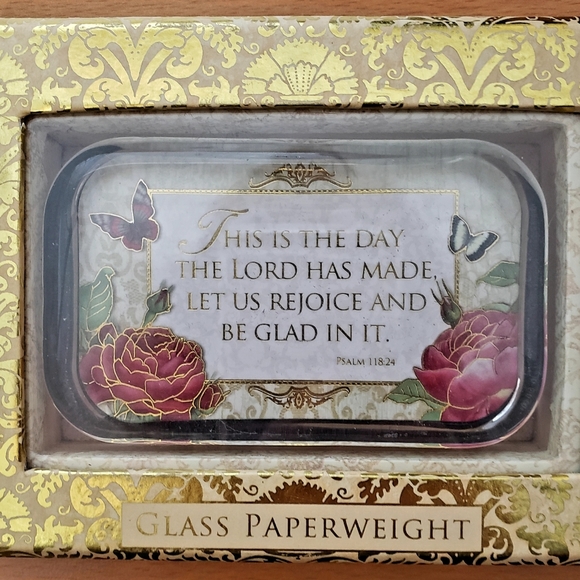 This is the day
the Lord has made,
let us rejoice and
be glad in it.
Psalm 118:24
Glass Paperweight